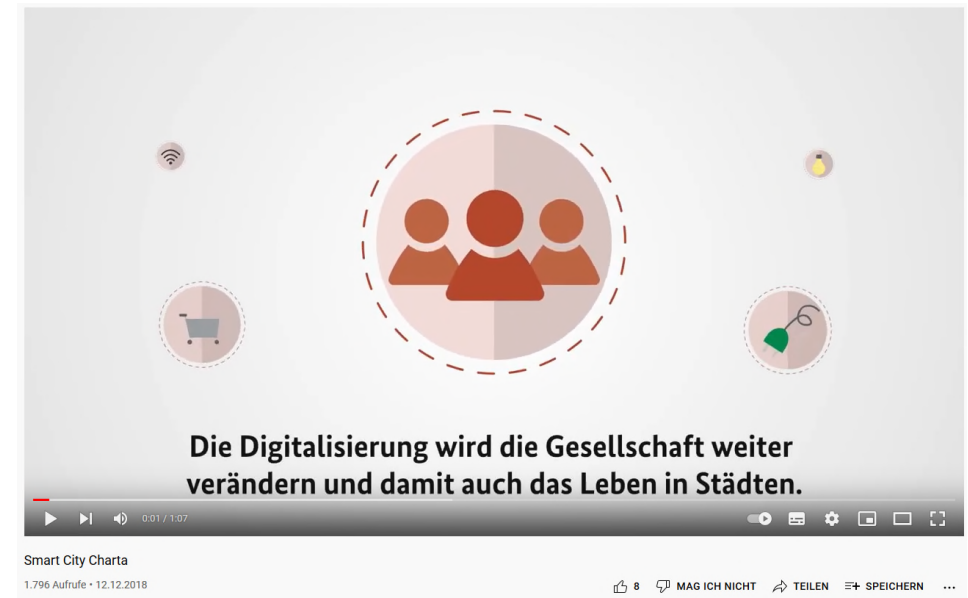 Die Digitalisierung wird die Gesellschaft weiter
verändern und damit auch das Leben in Städten.
0:01 / 1:07
Smart City Charta
1.796 Aufrufe • 12.12.2018
8 MAG ICH NICHT TEILEN SPEICHERN